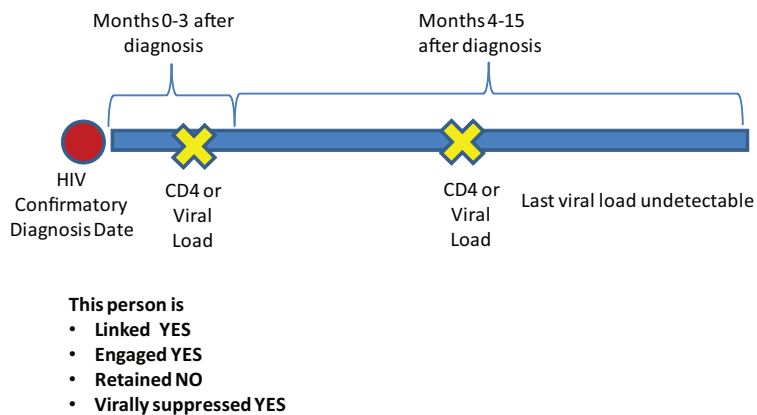 Months 0-3 after
diagnosis
Months 4-15
after diagnosis
HIV
Confirmatory
Diagnosis Date
CD4 or
Viral
Load
CD4 or
Viral
Load
Last viral load undetectable
This person is
• Linked YES
• Engaged YES
• Retained NO
• Virally suppressed YES